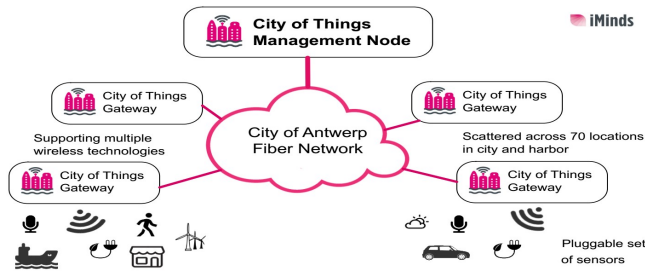 City of Things
Management Node
iMinds
City of Things
Gateway
City of Things
Gateway
Supporting multiple
wireless technologies
City of Antwerp
Fiber Network
Scattered across 70 locations
in city and harbor
City of Things
Gateway
City of Things
Gateway
Pluggable set
of sensors